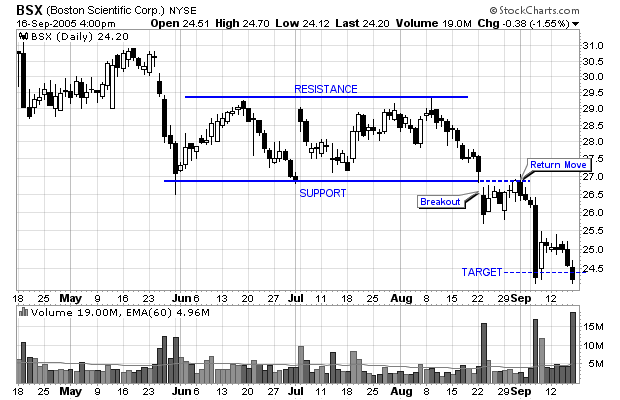 BSX (Boston Scientific Corp.) NYSE © StockCharts.com
16-Sep-2005 4:00pm Open 24.51 High 24.70 Low 24.12 Last 24.20 Volume 19.0M Chg -0.38 (-1.55%)
BSX (Daily) 24.20
31.0
30.5
30.0
29.5
RESISTANCE
29.0
28.5
28.0
27.5
Return Move
27.0
SUPPORT
26.5
Breakout
26.0
25.5
25.0
TARGET
24.5
18 25 May 9 16 23 Jun 6 13 20 Jul 11 18 25 Aug 8 15 22 29 Sep 12
Volume 19.00M, EMA(60) 4.96M
15M
10M
5M
18 25 May 9 16 23 Jun 6 13 20 Jul 11 18 25 Aug 8 15 22 29 Sep 12